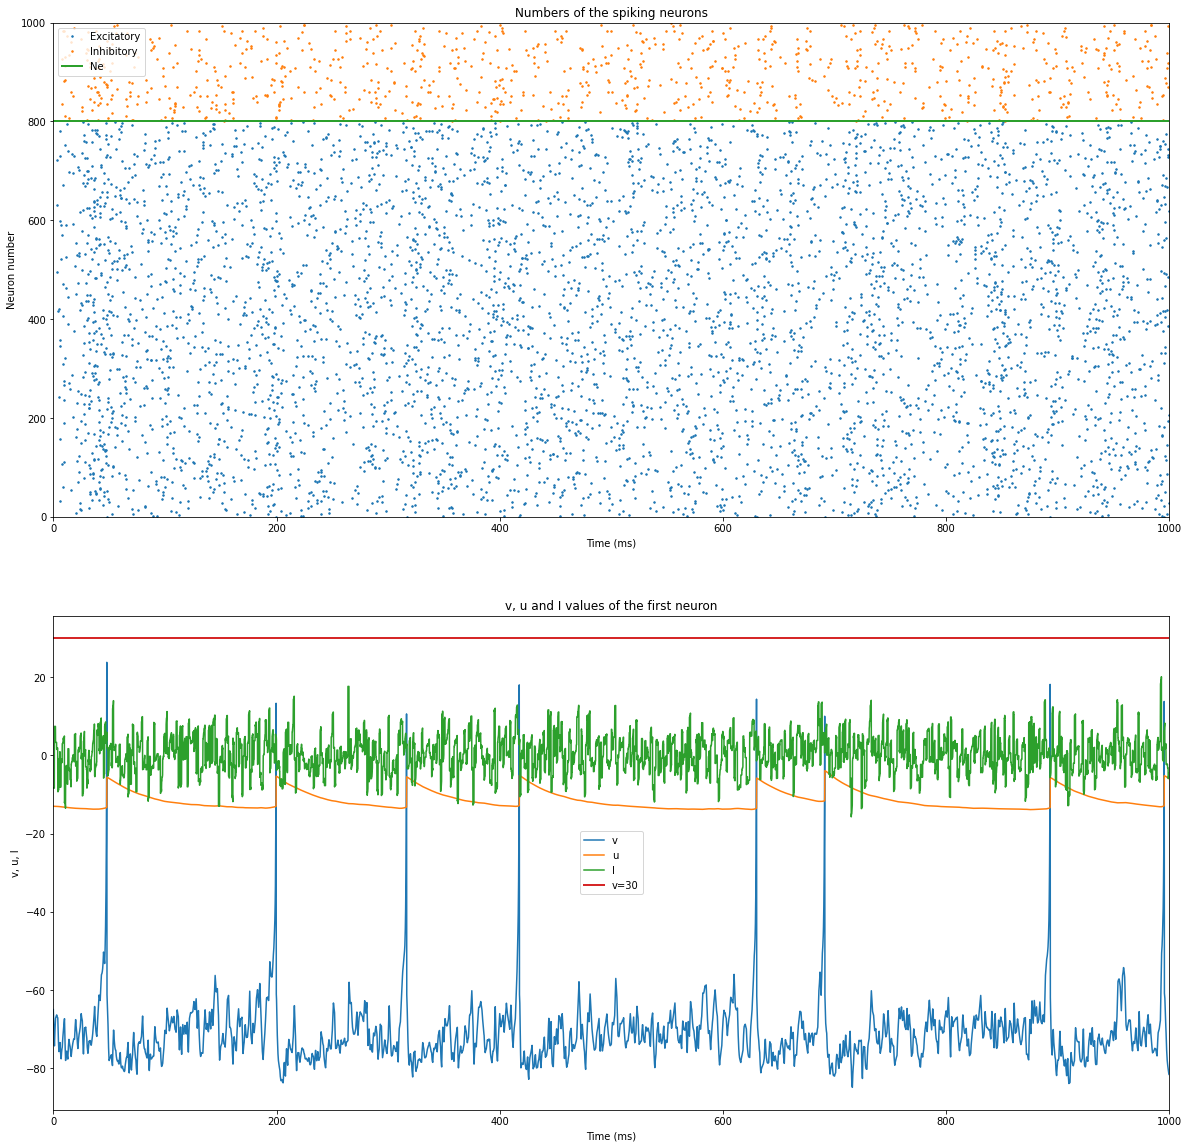 Numbers of the spiking neurons
1000
800
600
400
200
0
Neuron number
Excitatory
Inhibitory
Ne
0 200 400 600 800 1000
Time (ms)
v, u and I values of the first neuron
20
0
−20
−40
−60
−80
v, u, I
v
u
I
v=30
0 200 400 600 800 1000
Time (ms)